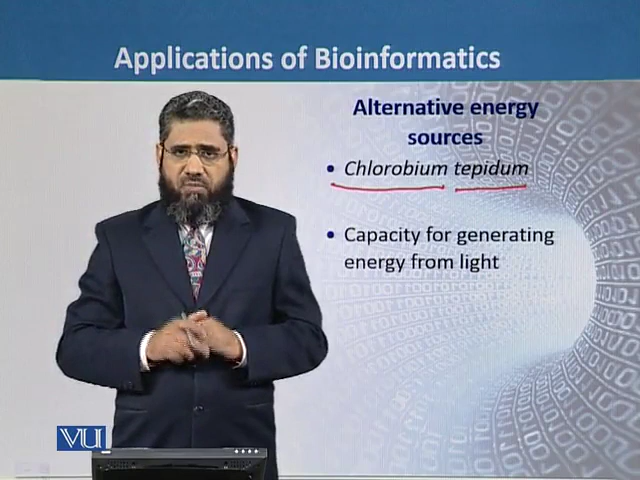 Applications of Bioinformatics
Alternative energy
sources
• Chlorobium tepidum
• Capacity for generating
energy from light
VU